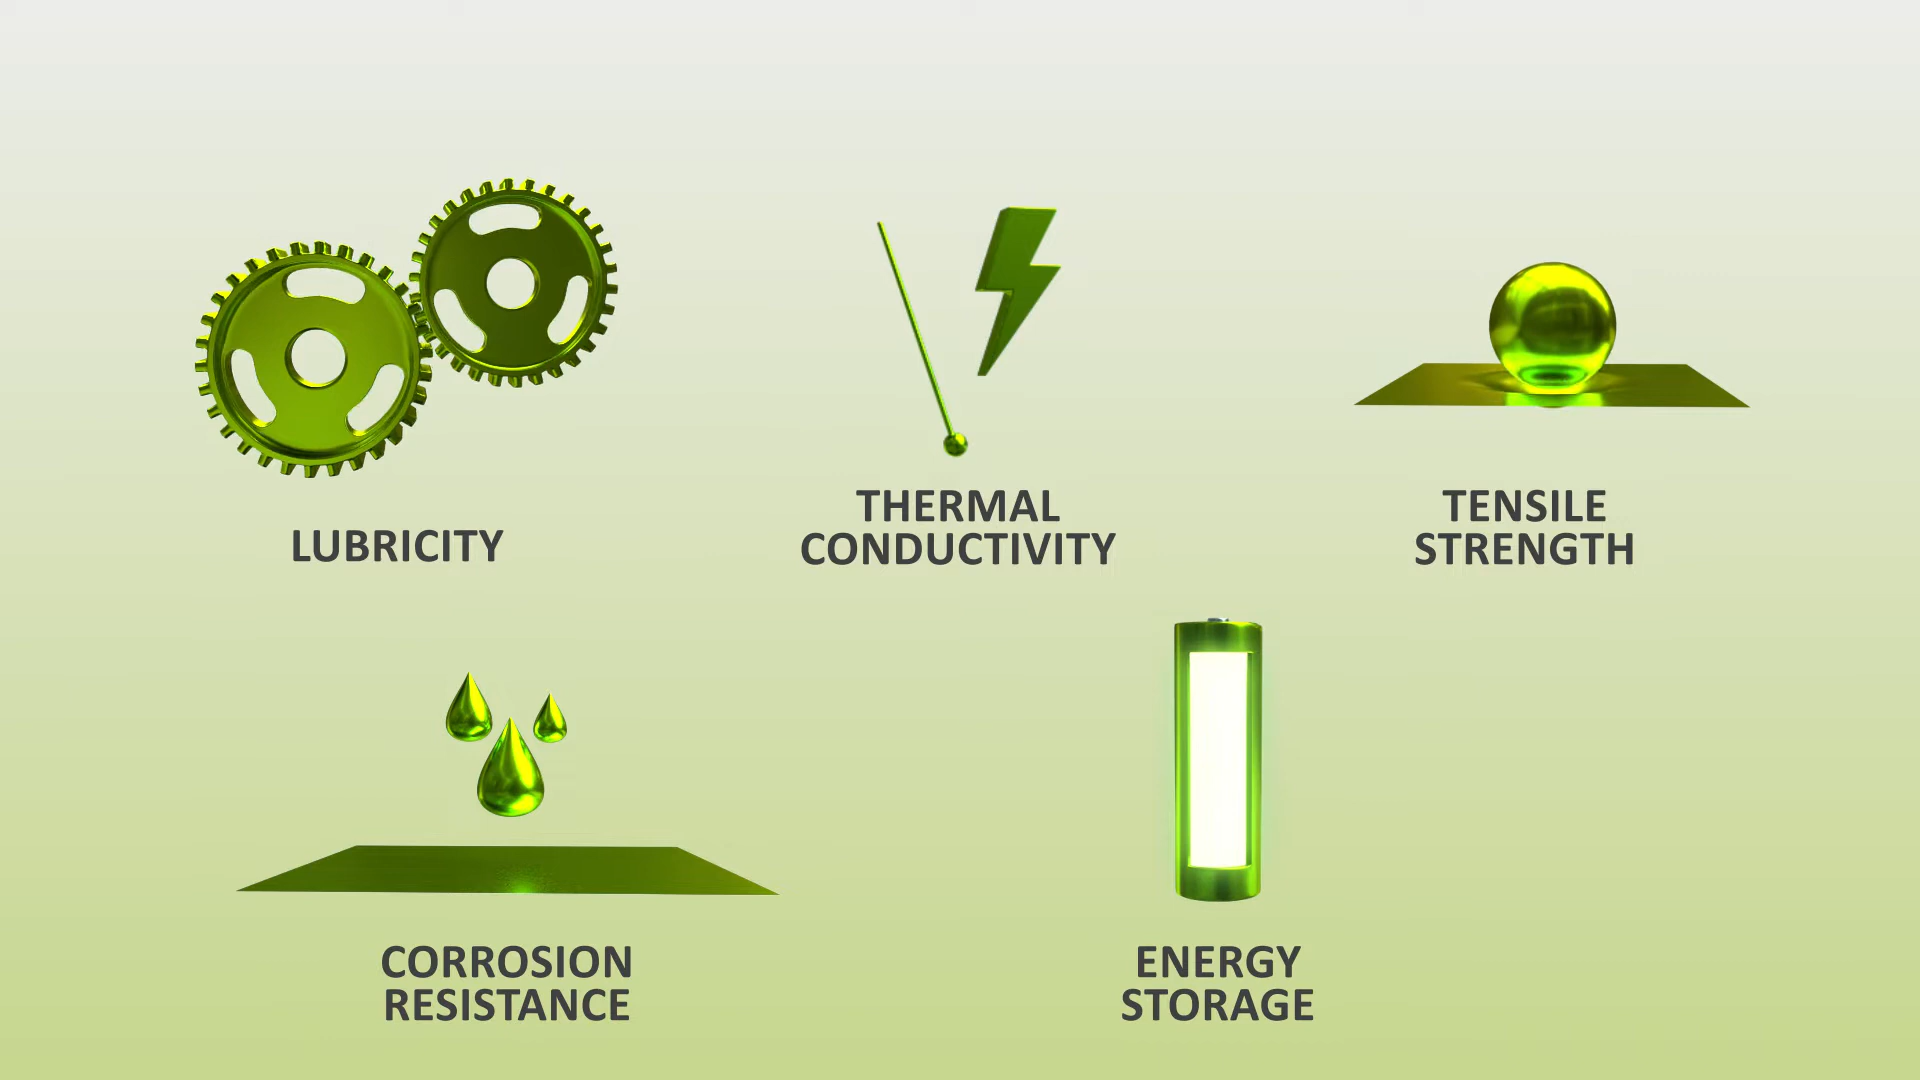 LUBRICITY
THERMAL
CONDUCTIVITY
TENSILE
STRENGTH
CORROSION
RESISTANCE
ENERGY
STORAGE